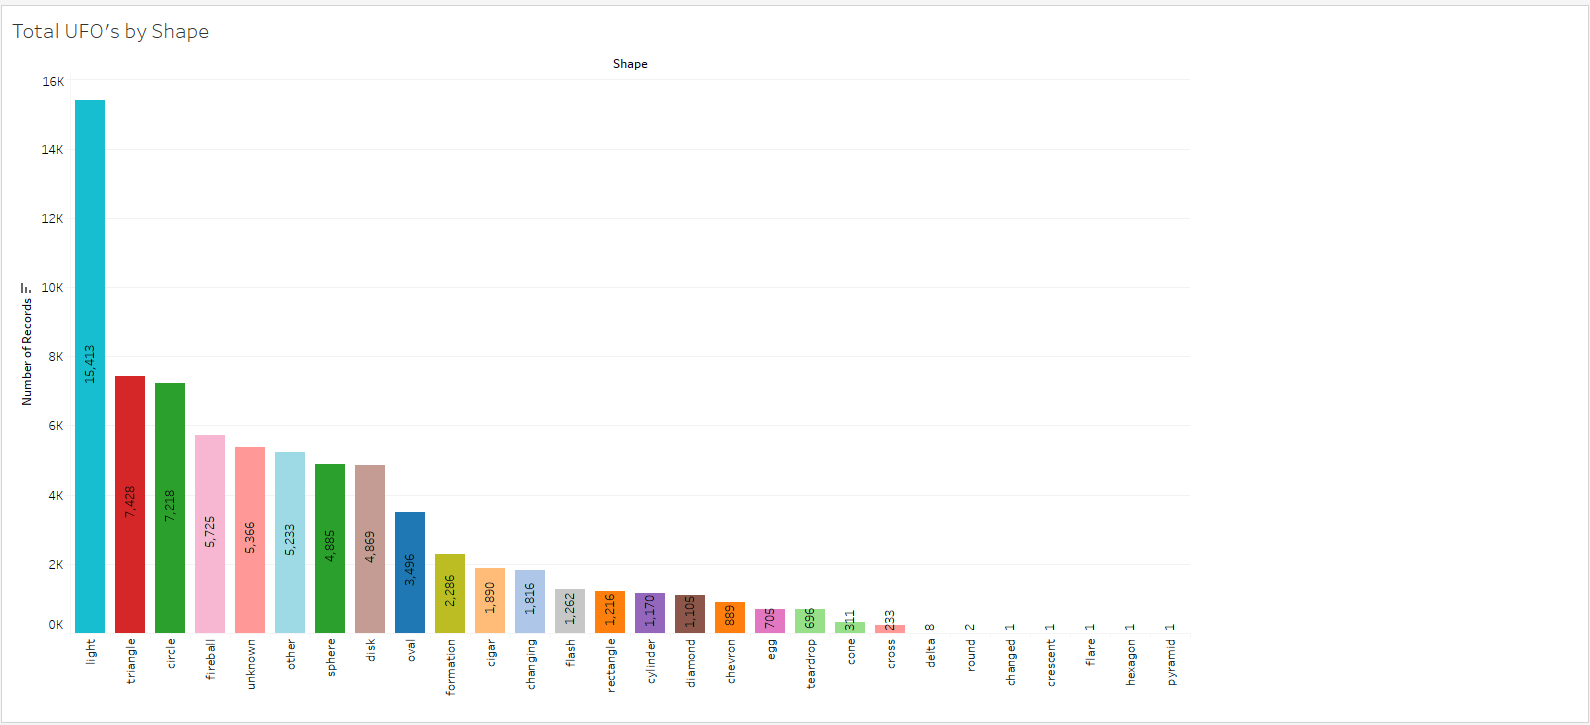 Total UFO's by Shape
Shape
16K
14K
12K
10K
8K
6K
4K
2K
0K
Number of Records
15,413
7,428
7,218
5,725
5,366
5,233
4,885
4,869
3,496
2,286
1,890
1,816
1,262
1,216
1,170
1,105
889
705
696
311
233
8
2
1
1
1
1
1
light
triangle
circle
fireball
unknown
other
sphere
disk
oval
formation
cigar
changing
flash
rectangle
cylinder
diamond
chevron
egg
teardrop
cone
cross
delta
round
changed
crescent
flare
hexagon
pyramid